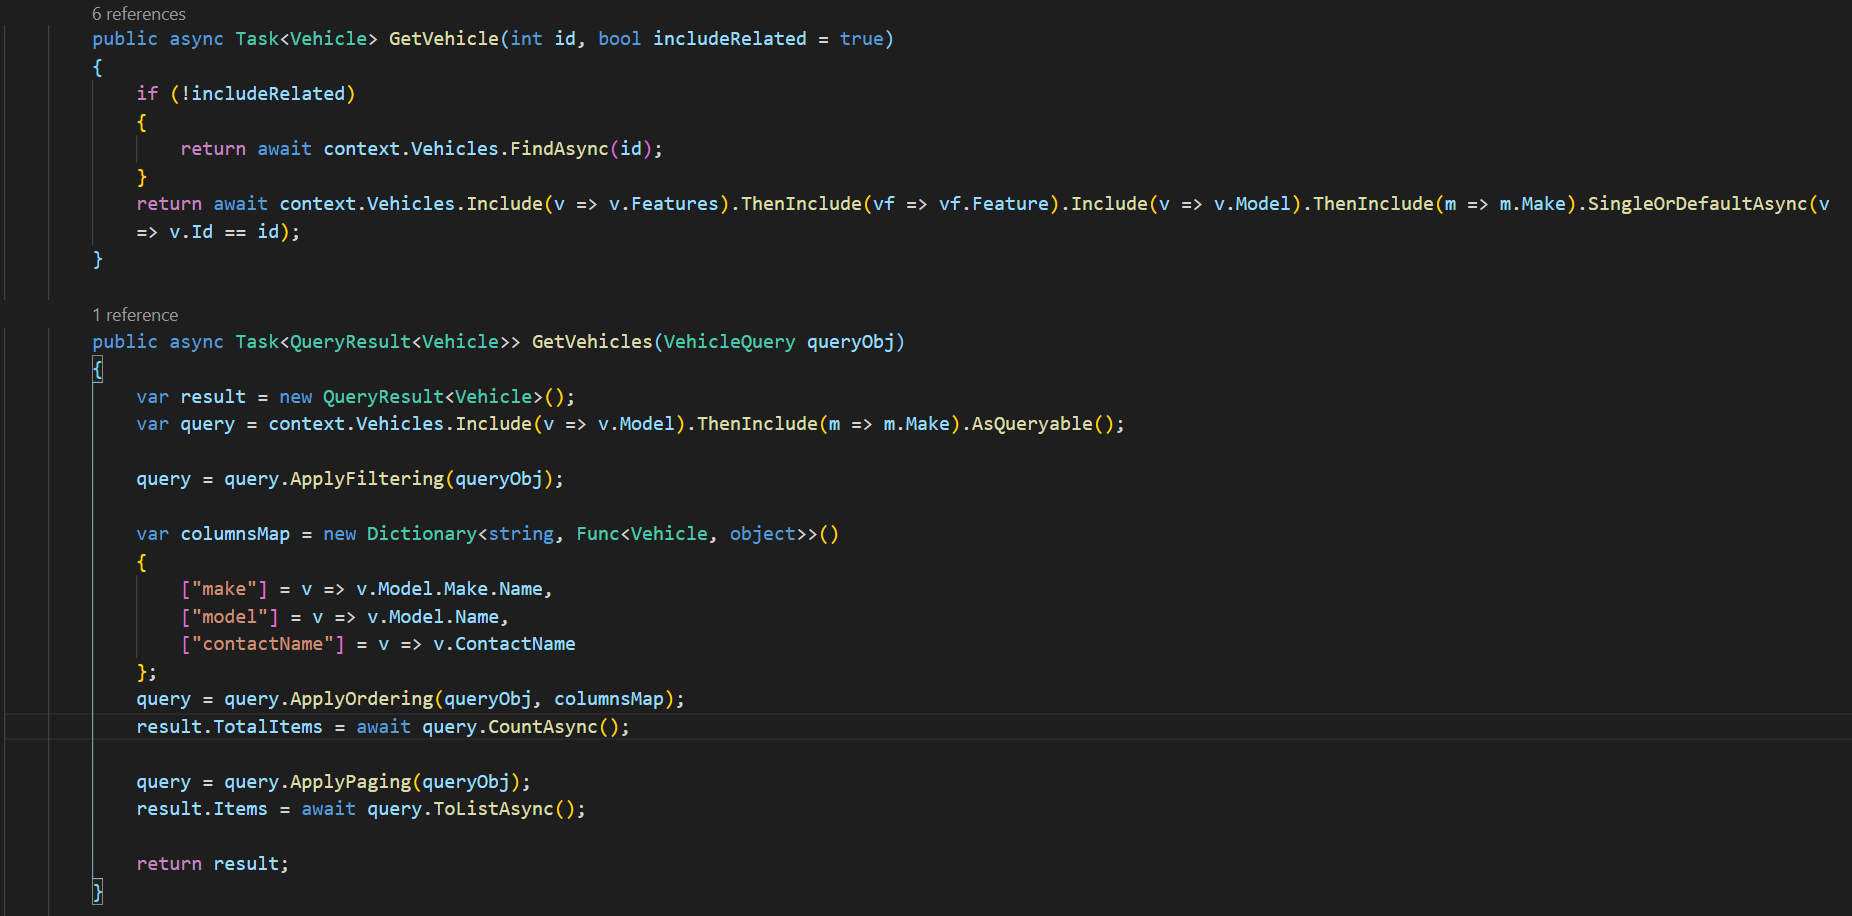 6 references
public async Task<Vehicle> GetVehicle(int id, bool includeRelated = true)
{
if (!includeRelated)
{
return await context.Vehicles.FindAsync(id);
}
return await context.Vehicles.Include(v => v.Features).ThenInclude(vf => vf.Feature).Include(v => v.Model).ThenInclude(m => m.Make).SingleOrDefaultAsync(v
=> v.Id == id);
}
1 reference
public async Task<QueryResult<Vehicle>> GetVehicles(VehicleQuery queryObj)
{
var result = new QueryResult<Vehicle>();
var query = context.Vehicles.Include(v => v.Model).ThenInclude(m => m.Make).AsQueryable();
query = query.ApplyFiltering(queryObj);
var columnsMap = new Dictionary<string, Func<Vehicle, object>>()
{
["make"] = v => v.Model.Make.Name,
["model"] = v => v.Model.Name,
["contactName"] = v => v.ContactName
};
query = query.ApplyOrdering(queryObj, columnsMap);
result.TotalItems = await query.CountAsync();
query = query.ApplyPaging(queryObj);
result.Items = await query.ToListAsync();
return result;
}